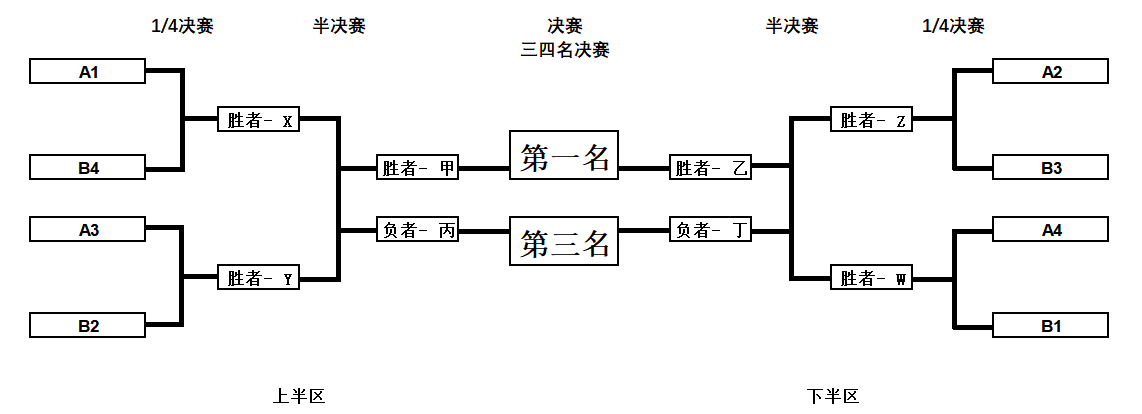 1/4决赛
半决赛
决赛
三四名决赛
半决赛
1/4决赛
A1
A2
胜者- X
胜者- Z
第一名
B4
胜者- 甲
胜者- 乙
B3
A3
负者- 丙
第三名
负者- 丁
A4
胜者- Y
胜者- W
B2
B1
上半区
下半区